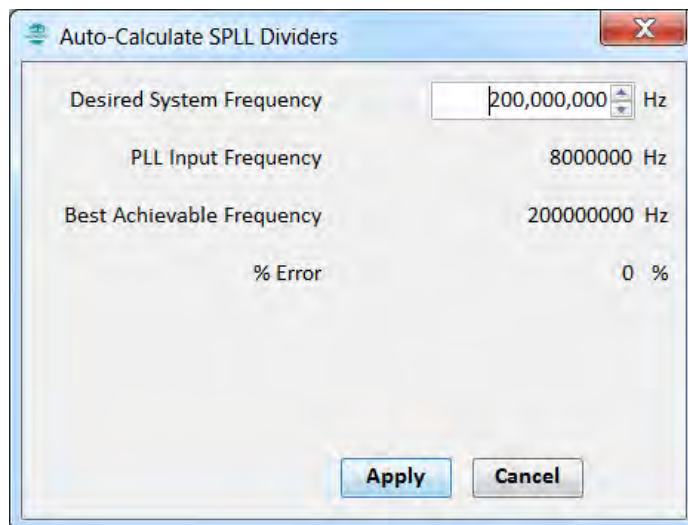 Auto-Calculate SPLL Dividers
Desired System Frequency 200,000,000 Hz
PLL Input Frequency 8000000 Hz
Best Achievable Frequency 200000000 Hz
% Error 0 %
Apply Cancel